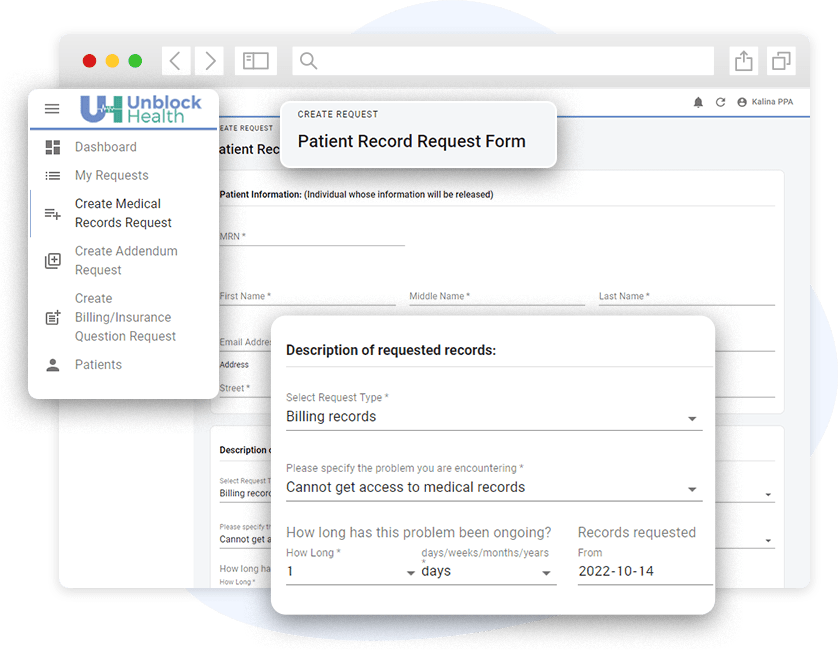 UH Unblock
Health
Kalina PPA
Dashboard
My Requests
Create Medical
Records Request
Create Addendum
Request
Create
Billing/Insurance
Question Request
Patients
EATE REQUEST
atient Rec
CREATE REQUEST
Patient Record Request Form
Patient Information: (Individual whose information will be released)
MRN *
First Name * Middle Name * Last Name *
Email Addre
Address
Street *
Description o
Select Request T
Billing recor
Please specify th
Cannot get a
How long ha
How Long *
Description of requested records:
Select Request Type *
Billing records
Please specify the problem you are encountering *
Cannot get access to medical records
How long has this problem been ongoing? Records requested
How Long * days/weeks/months/years * From
1 days 2022-10-14